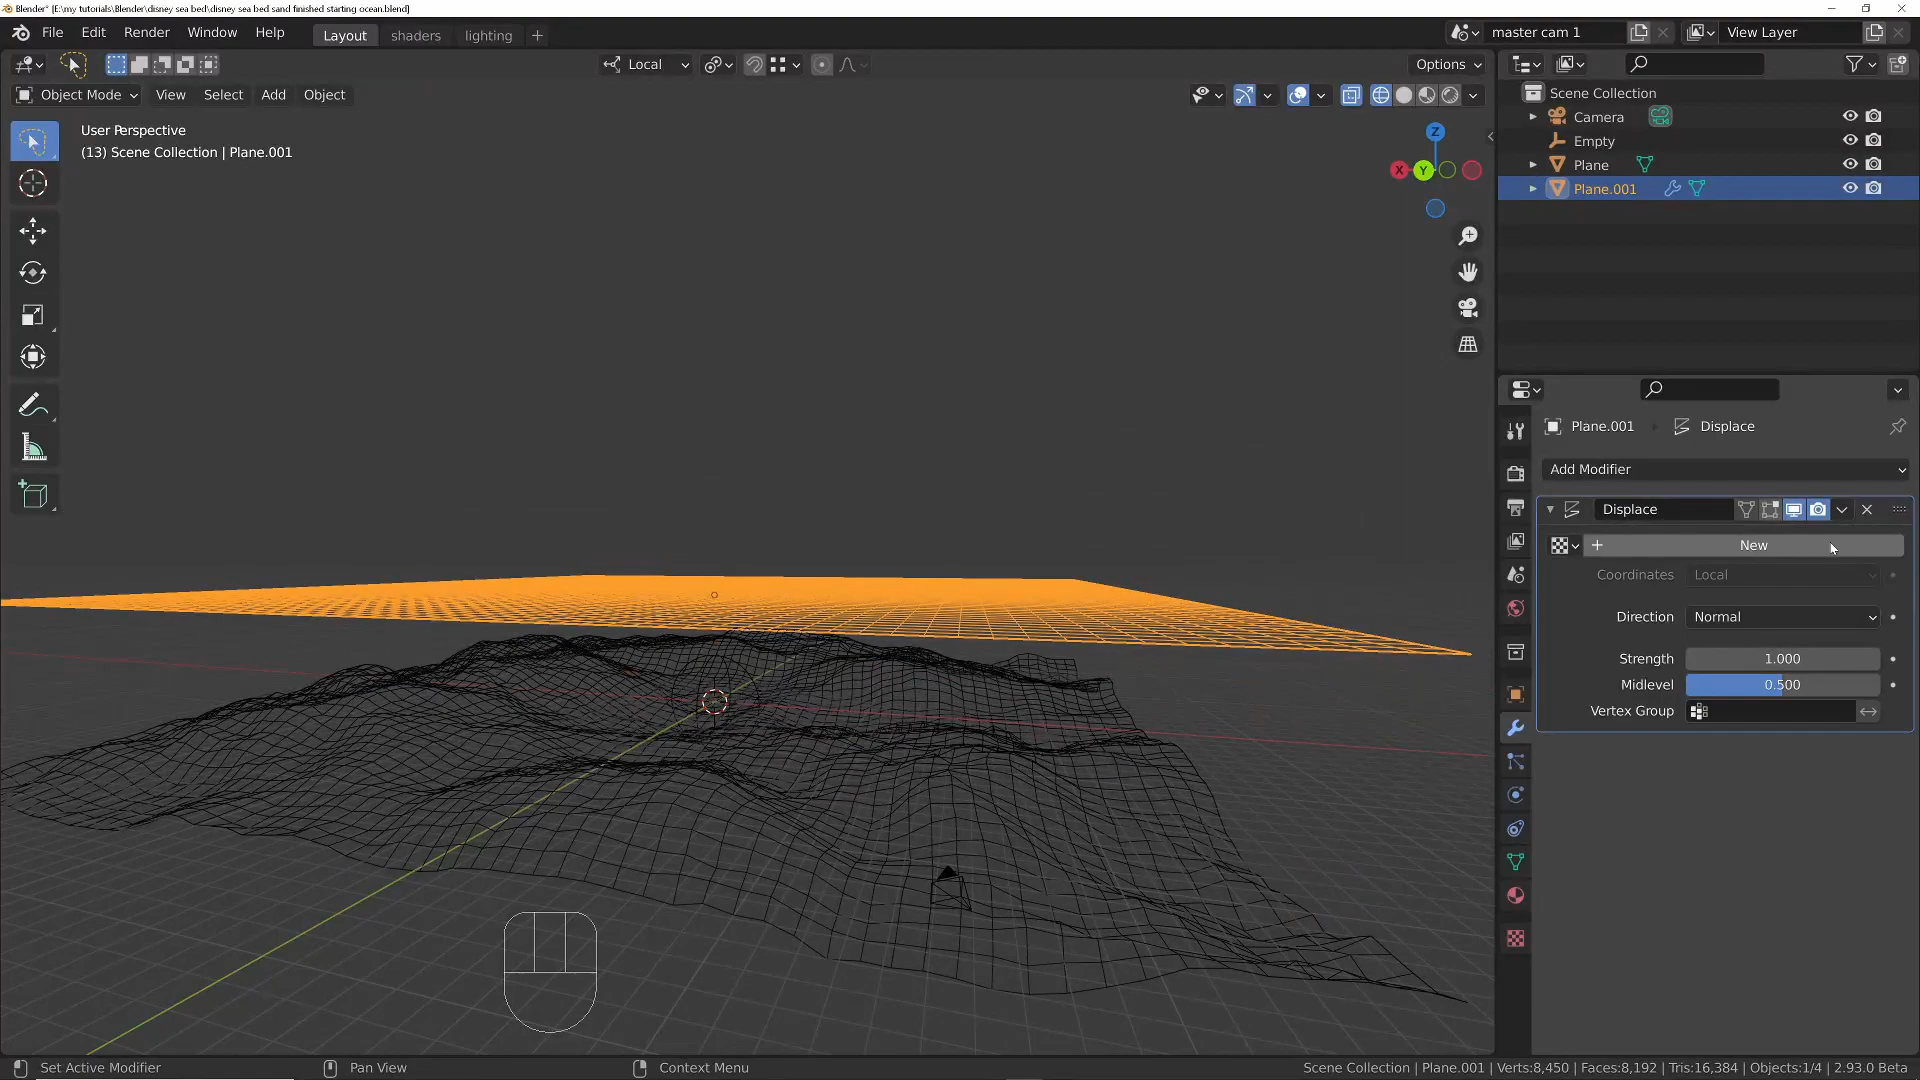 Blender* [E:\my tutorials\Blender\disney sea bed\disney sea bed sand finished starting ocean.blend]
File Edit Render Window Help Layout shaders lighting + master cam 1 View Layer
Local Options
Object Mode View Select Add Object
User Perspective
(13) Scene Collection | Plane.001
Z
X Y
Scene Collection
Camera
Empty
Plane
Plane.001
Plane.001 Displace
Add Modifier
Displace
New
Coordinates Local
Direction Normal
Strength 1.000
Midlevel 0.500
Vertex Group
Set Active Modifier Pan View Context Menu Scene Collection | Plane.001 | Verts:8,450 | Faces:8,192 | Tris:16,384 | Objects:1/4 | 2.93.0 Beta